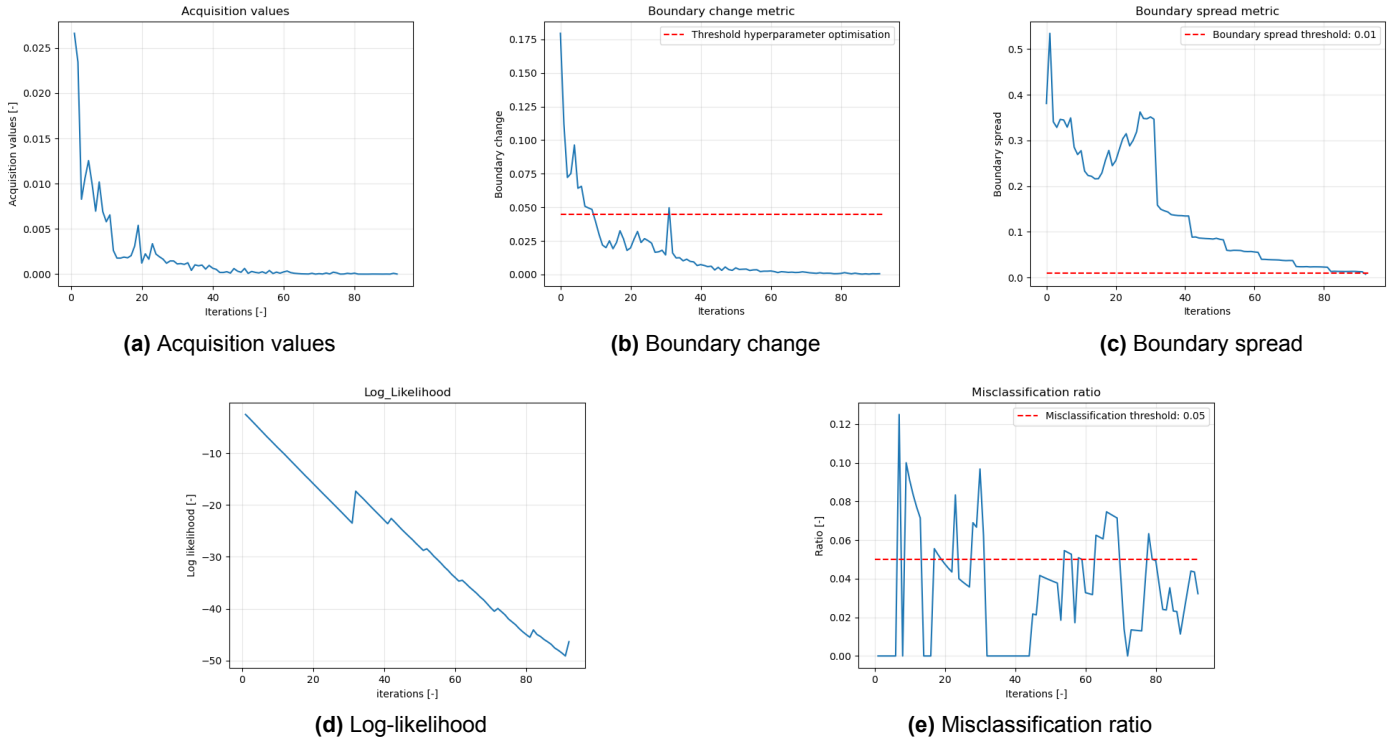 Acquisition values
0.025
0.020
0.015
0.010
0.005
0.000
Acquisition values [-]
0 20 40 60 80
Iterations [-]
(a) Acquisition values
Boundary change metric
Threshold hyperparameter optimisation
0.175
0.150
0.125
0.100
0.075
0.050
0.025
0.000
Boundary change
0 20 40 60 80
Iterations
(b) Boundary change
Boundary spread metric
Boundary spread threshold: 0.01
0.5
0.4
0.3
0.2
0.1
0.0
Boundary spread
0 20 40 60 80
Iterations
(c) Boundary spread
Log_Likelihood
−10
−20
−30
−40
−50
Log likelihood [-]
0 20 40 60 80
iterations [-]
(d) Log-likelihood
Misclassification ratio
Misclassification threshold: 0.05
0.12
0.10
0.08
0.06
0.04
0.02
0.00
Ratio [-]
0 20 40 60 80
Iterations [-]
(e) Misclassification ratio